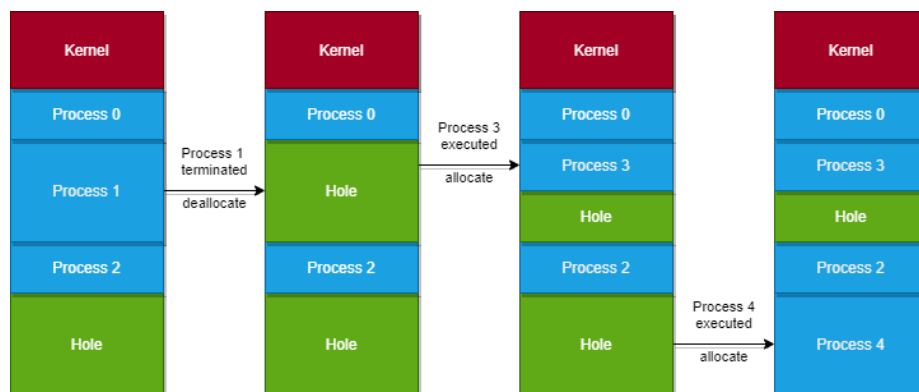 Kernel
Process 0
Process 1
Process 2
Hole
Process 1
terminated
deallocate
Kernel
Process 0
Hole
Process 2
Hole
Process 3
executed
allocate
Kernel
Process 0
Process 3
Hole
Process 2
Hole
Process 4
executed
allocate
Kernel
Process 0
Process 3
Hole
Process 2
Process 4